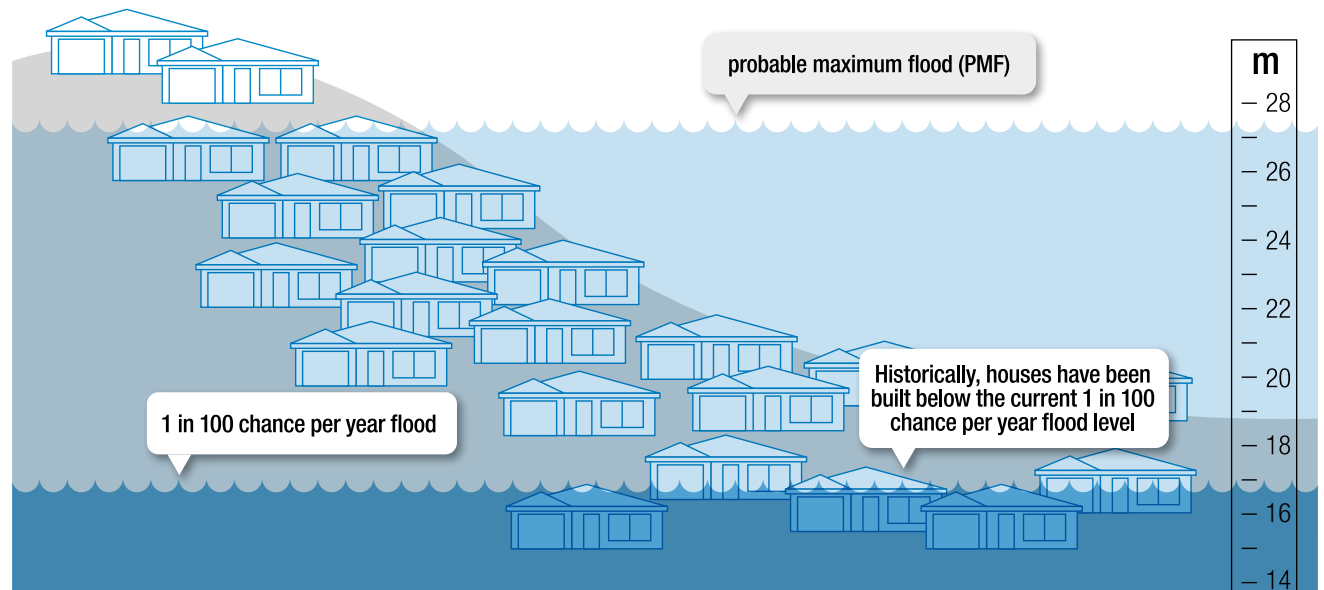 probable maximum flood (PMF)
m
28
26
24
22
20
18
16
14
1 in 100 chance per year flood
Historically, houses have been
built below the current 1 in 100
chance per year flood level